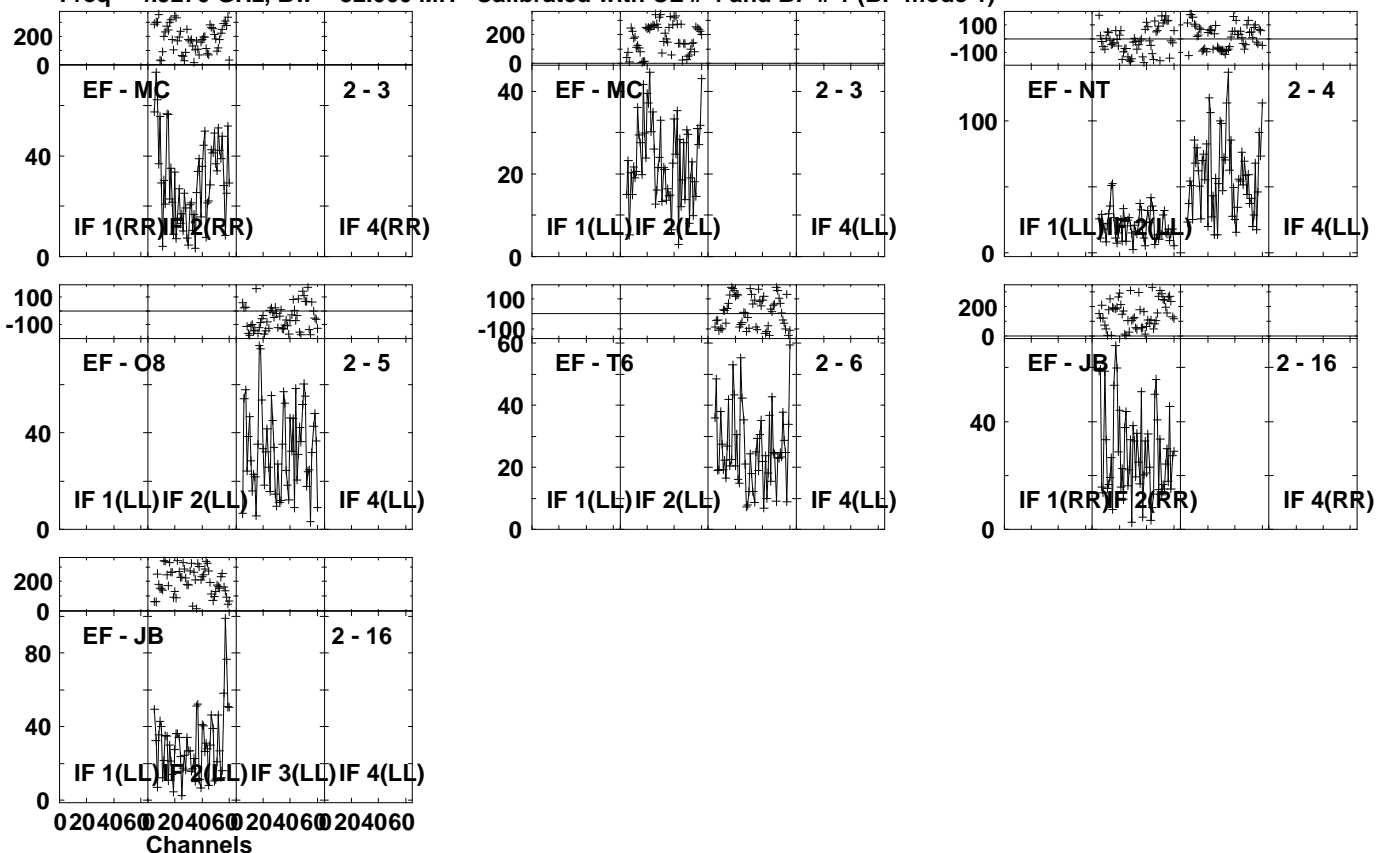 200
0
EF - MC
2 - 3
40
0
IF 1(RR)
IF 2(RR)
IF 4(RR)
200
0
EF - MC
2 - 3
40
20
0
IF 1(LL)
IF 2(LL)
IF 4(LL)
100
-100
EF - NT
2 - 4
100
0
IF 1(LL)
IF 2(LL)
IF 4(LL)
100
-100
EF - O8
2 - 5
40
0
IF 1(LL)
IF 2(LL)
IF 4(LL)
100
-100
60
EF - T6
2 - 6
40
20
0
IF 1(LL)
IF 2(LL)
IF 4(LL)
200
0
EF - JB
2 - 16
40
0
IF 1(RR)
IF 2(RR)
IF 4(RR)
200
0
EF - JB
2 - 16
80
40
0
IF 1(LL)
IF 2(LL)
IF 3(LL)
IF 4(LL)
0 20 40 60 0 20 40 60 0 20 40 60 0 20 40 60
Channels